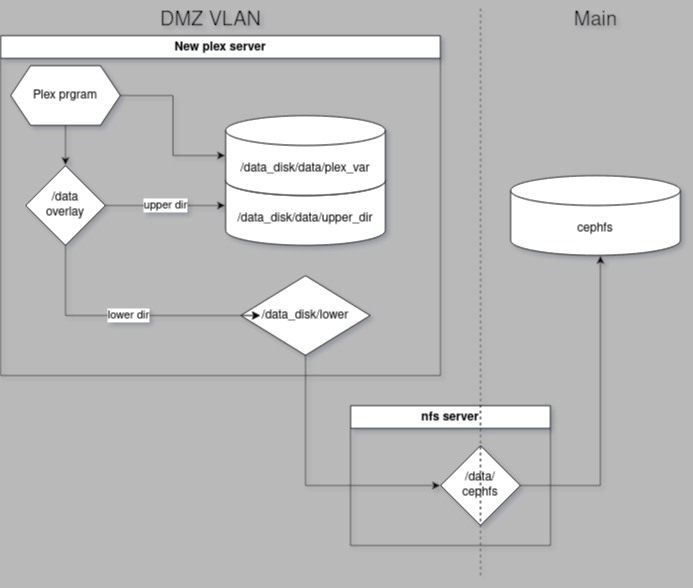 DMZ VLAN
Main
New plex server
Plex prgram
/data_disk/data/plex_var
/data
overlay
upper dir
/data_disk/data/upper_dir
cephfs
lower dir
/data_disk/lower
nfs server
/data/
cephfs